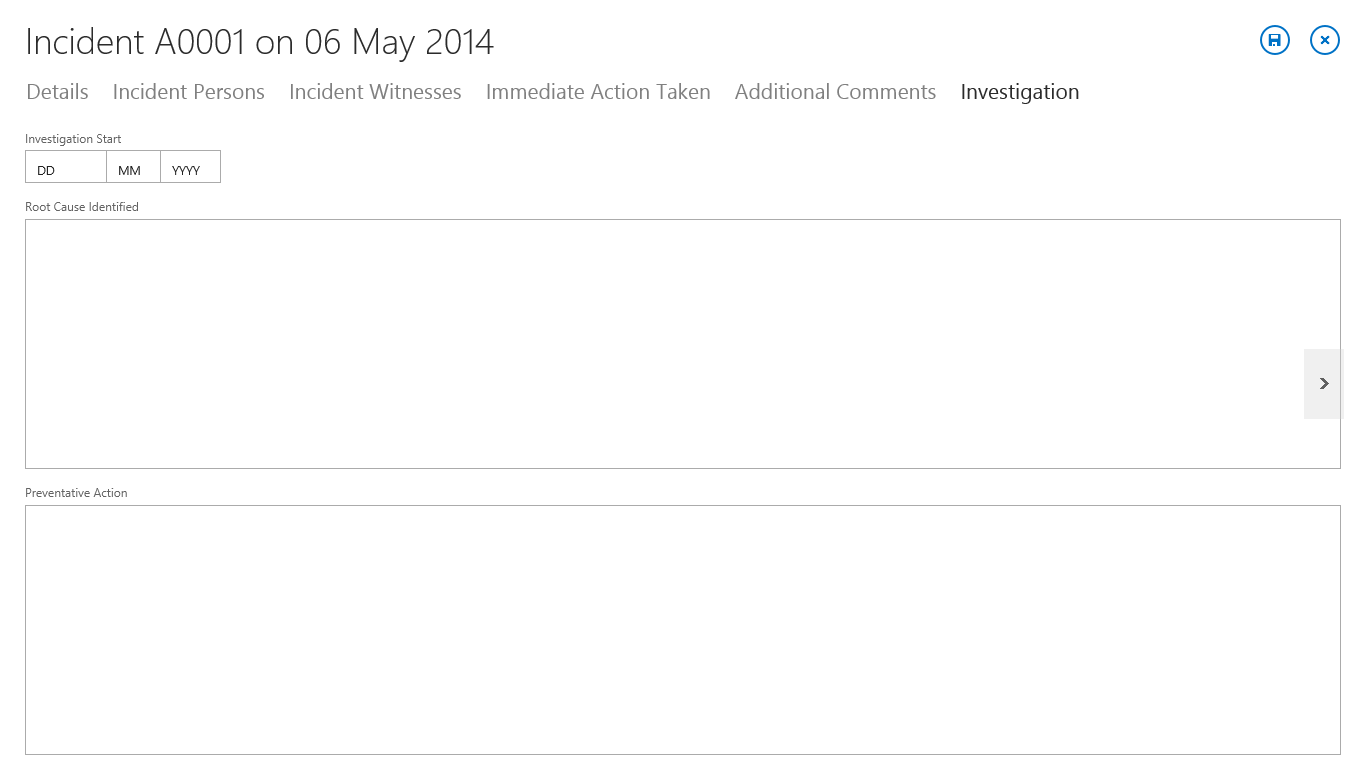 Incident A0001 on 06 May 2014
Details Incident Persons Incident Witnesses Immediate Action Taken Additional Comments Investigation
Investigation Start
DD MM YYYY
Root Cause Identified
Preventative Action